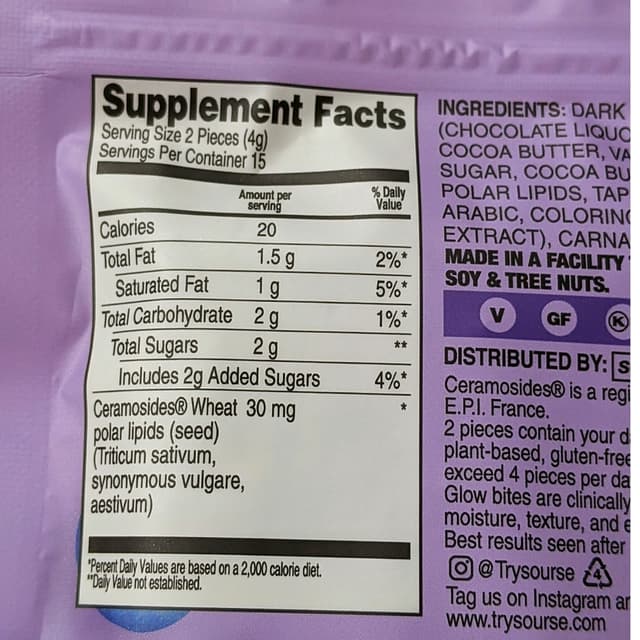 Supplement Facts
Serving Size 2 Pieces (4g)
Servings Per Container 15
Amount per serving % Daily Value
Calories 20
Total Fat 1.5 g 2%*
Saturated Fat 1 g 5%*
Total Carbohydrate 2 g 1%*
Total Sugars 2 g **
Includes 2g Added Sugars 4%*
Ceramosides® Wheat 30 mg *
polar lipids (seed)
(Triticum sativum,
synonymous vulgare,
aestivum)
*Percent Daily Values are based on a 2,000 calorie diet.
**Daily Value not established.
INGREDIENTS: DARK
(CHOCOLATE LIQUO
COCOA BUTTER, VA
SUGAR, COCOA BU
POLAR LIPIDS, TAP
ARABIC, COLORING
EXTRACT), CARNA
MADE IN A FACILITY
SOY & TREE NUTS.
V GF K
DISTRIBUTED BY: S
Ceramosides® is a regi
E.P.I. France.
2 pieces contain your d
plant-based, gluten-free
exceed 4 pieces per da
Glow bites are clinically
moisture, texture, and e
Best results seen after
@Trysourse 4
Tag us on Instagram an
www.trysourse.com